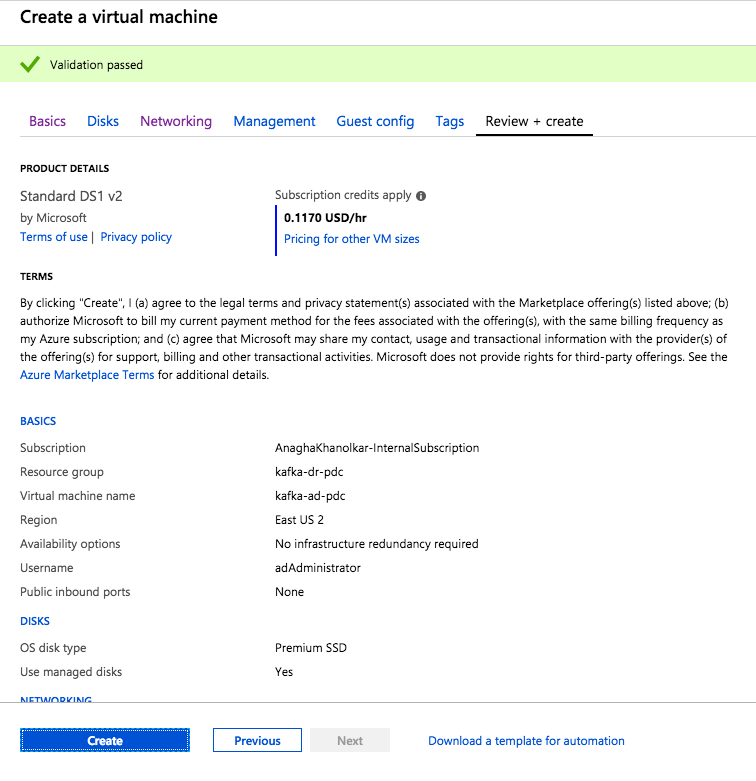 Create a virtual machine
Validation passed
Basics Disks Networking Management Guest config Tags Review + create
PRODUCT DETAILS
Standard DS1 v2
by Microsoft
Terms of use | Privacy policy
Subscription credits apply
0.1170 USD/hr
Pricing for other VM sizes
TERMS
By clicking "Create", I (a) agree to the legal terms and privacy statement(s) associated with the Marketplace offering(s) listed above; (b)
authorize Microsoft to bill my current payment method for the fees associated with the offering(s), with the same billing frequency as
my Azure subscription; and (c) agree that Microsoft may share my contact, usage and transactional information with the provider(s) of
the offering(s) for support, billing and other transactional activities. Microsoft does not provide rights for third-party offerings. See the
Azure Marketplace Terms for additional details.
BASICS
Subscription AnaghaKhanolkar-InternalSubscription
Resource group kafka-dr-pdc
Virtual machine name kafka-ad-pdc
Region East US 2
Availability options No infrastructure redundancy required
Username adAdministrator
Public inbound ports None
DISKS
OS disk type Premium SSD
Use managed disks Yes
NETWORKING
Create Previous Next Download a template for automation